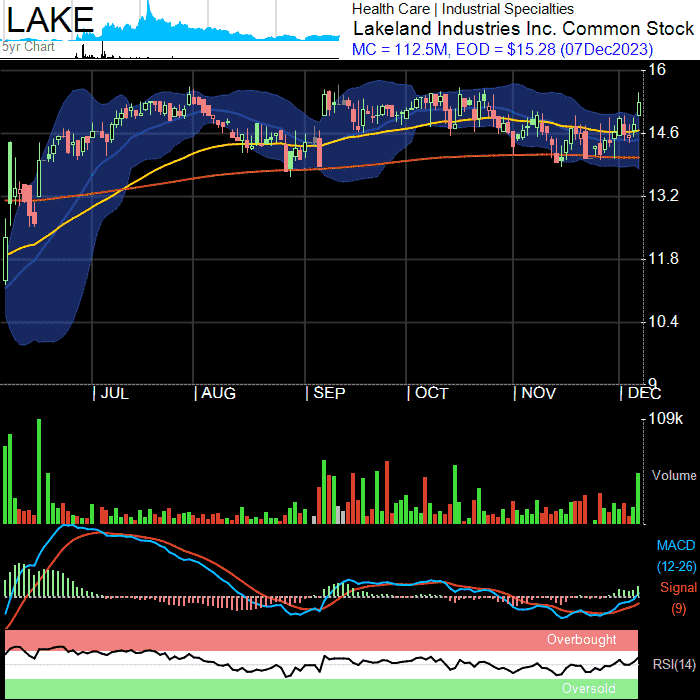 LAKE
5yr Chart
Health Care | Industrial Specialties
Lakeland Industries Inc. Common Stock
MC = 112.5M, EOD = $15.28 (07Dec2023)
16
14.6
13.2
11.8
10.4
9
JUL AUG SEP OCT NOV DEC
109k
Volume
MACD
(12-26)
Signal
(9)
Overbought
RSI(14)
Oversold